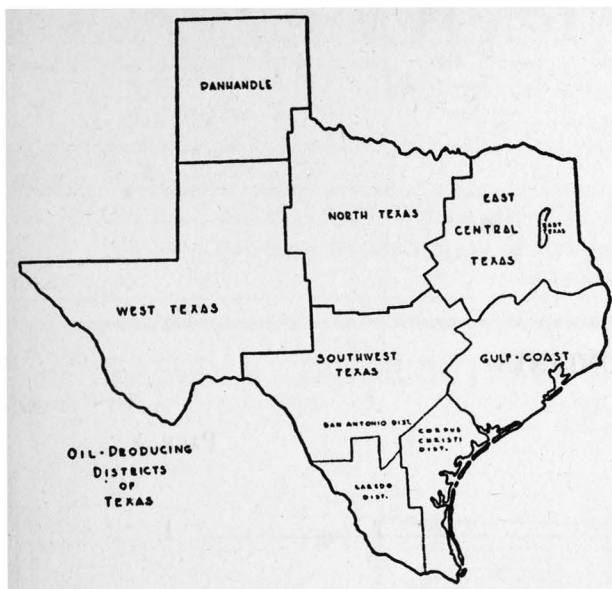 PANHANDLE
NORTH TEXAS
EAST
CENTRAL
TEXAS
EAST
TEXAS
WEST TEXAS
SOUTHWEST
TEXAS
GULF-COAST
SAN ANTONIO DIST.
CORPUS
CHRISTI
DIST.
LAREDO
DIST.
OIL-PRODUCING
DISTRICTS
OF
TEXAS